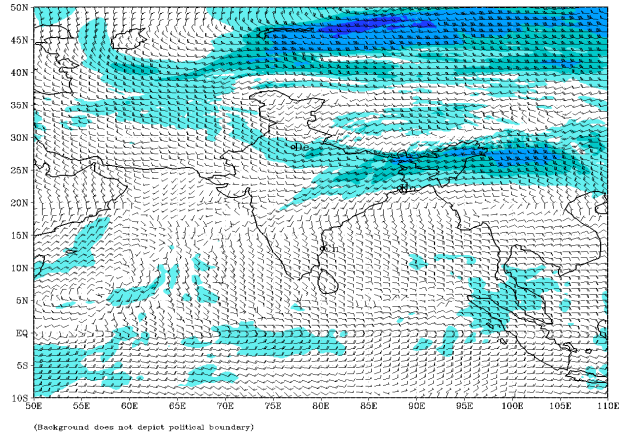 50N
45N
40N
35N
30N
De
25N
20N
15N
10N
5N
EQ
5S
10S
50E 55E 60E 65E 70E 75E 80E 85E 90E 95E 100E 105E 110E
(Background does not depict political boundary)